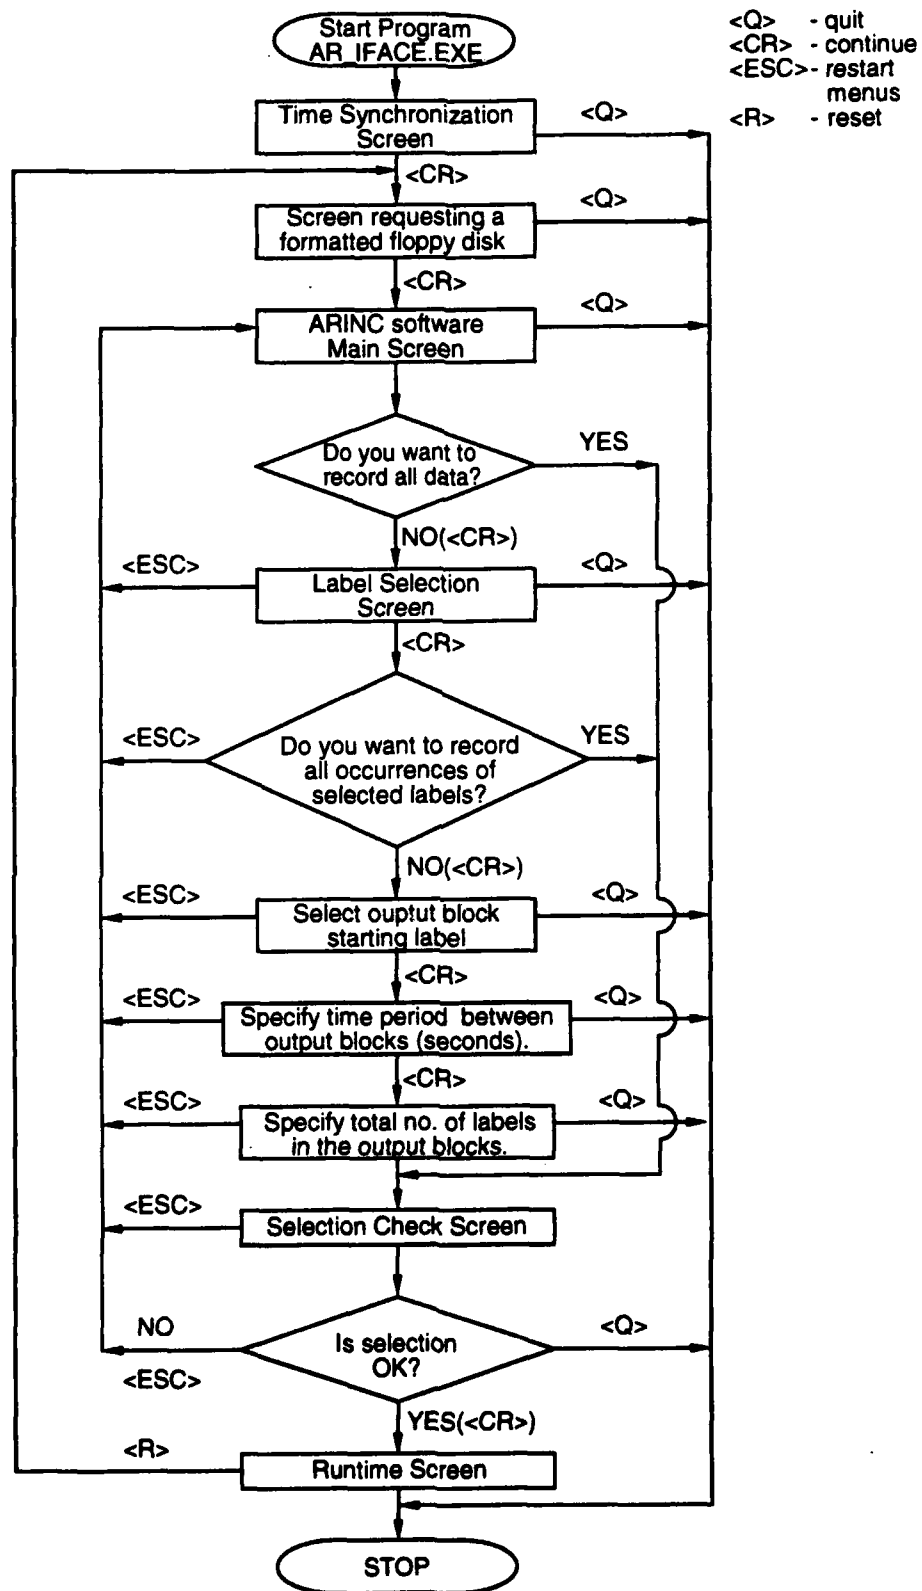 Start Program
AR_IFACE.EXE
<Q> - quit
<CR> - continue
<ESC> - restart
menus
<R> - reset
Time Synchronization
Screen
<Q>
<CR>
Screen requesting a
formatted floppy disk
<Q>
<CR>
ARINC software
Main Screen
<Q>
Do you want to
record all data?
YES
NO(<CR>)
<ESC>
Label Selection
Screen
<Q>
<CR>
<ESC>
Do you want to record
all occurrences of
selected labels?
YES
NO(<CR>)
<ESC>
Select ouptut block
starting label
<Q>
<CR>
<ESC>
Specify time period between
output blocks (seconds).
<Q>
<CR>
<ESC>
Specify total no. of labels
in the output blocks.
<Q>
<ESC>
Selection Check Screen
NO
<ESC>
Is selection
OK?
<Q>
YES(<CR>)
<R>
Runtime Screen
STOP